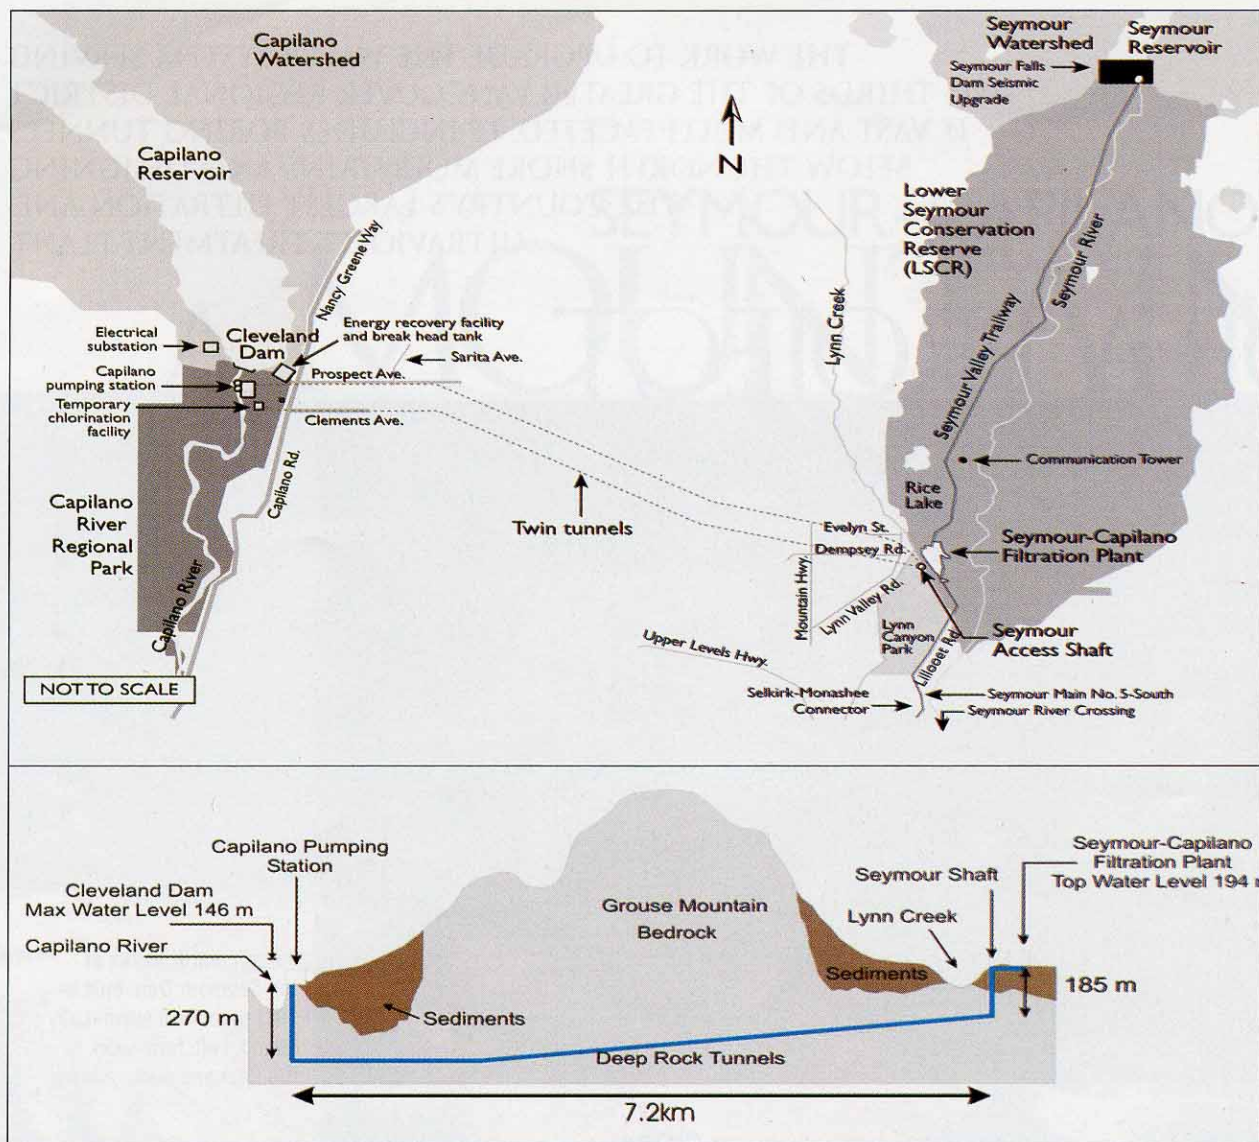 Capilano
Watershed
Seymour
Watershed
Seymour
Reservoir
Seymour Falls
Dam Seismic
Upgrade
N
Capilano
Reservoir
Lower
Seymour
Conservation
Reserve
(LSCR)
Nancy Greene Way
Lynn Creek
Seymour River
Seymour Valley Trailway
Electrical
substation
Cleveland
Dam
Energy recovery facility
and break head tank
Sarita Ave.
Capilano
pumping station
Prospect Ave.
Temporary
chlorination
facility
Clements Ave.
Capilano Rd.
Communication Tower
Rice
Lake
Capilano
River
Regional
Park
Twin tunnels
Evelyn St.
Dempsey Rd.
Seymour-Capilano
Filtration Plant
Mountain Hwy.
Lynn Valley Rd.
Capilano River
Lynn
Canyon
Park
Seymour
Access Shaft
Upper Levels Hwy.
Lillooet Rd.
NOT TO SCALE
Selkirk-Monashee
Connector
Seymour Main No. 5-South
Seymour River Crossing
Capilano Pumping
Station
Seymour-Capilano
Filtration Plant
Top Water Level 194 m
Cleveland Dam
Max Water Level 146 m
Seymour Shaft
Grouse Mountain
Bedrock
Lynn Creek
Capilano River
Sediments
185 m
270 m
Sediments
Deep Rock Tunnels
7.2km